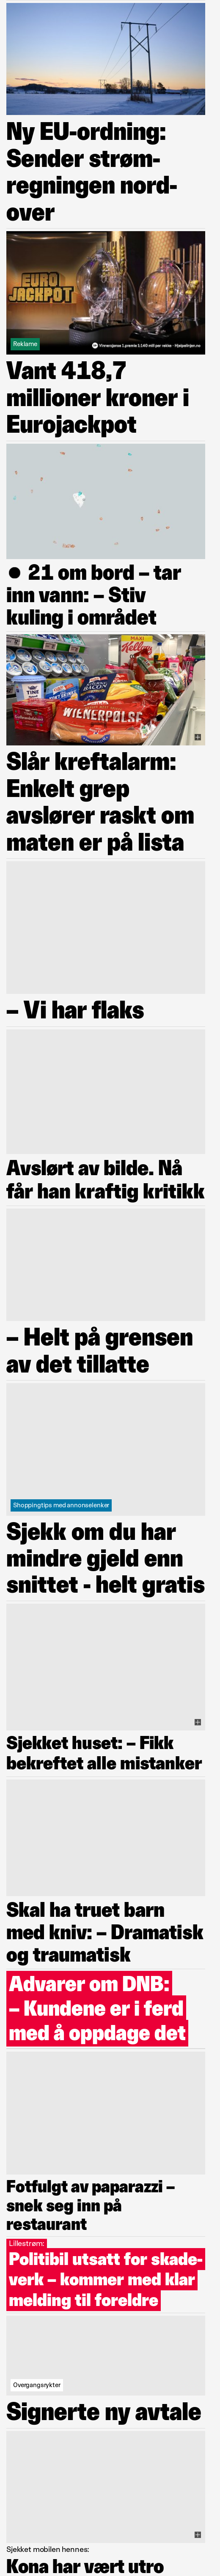 Ny EU-ordning:
Sender strøm-
regningen nord-
over
EURO
JACKPOT
Reklame
Vant 418,7
millioner kroner i
Eurojackpot
● 21 om bord – tar
inn vann: – Stiv
kuling i området
TINE
WIENERPØLSE
Slår kreftalarm:
Enkelt grep
avslører raskt om
maten er på lista
– Vi har flaks
Avslørt av bilde. Nå
får han kraftig kritikk
– Helt på grensen
av det tillatte
Shoppingtips med annonselenker
Sjekk om du har
mindre gjeld enn
snittet - helt gratis
Sjekket huset: – Fikk
bekreftet alle mistanker
Skal ha truet barn
med kniv: – Dramatisk
og traumatisk
Advarer om DNB:
– Kundene er i ferd
med å oppdage det
Fotfulgt av paparazzi –
snek seg inn på
restaurant
Lillestrøm:
Politibil utsatt for skade-
verk – kommer med klar
melding til foreldre
Overgangsrykter
Signerte ny avtale
Sjekket mobilen hennes:
Kona har vært utro